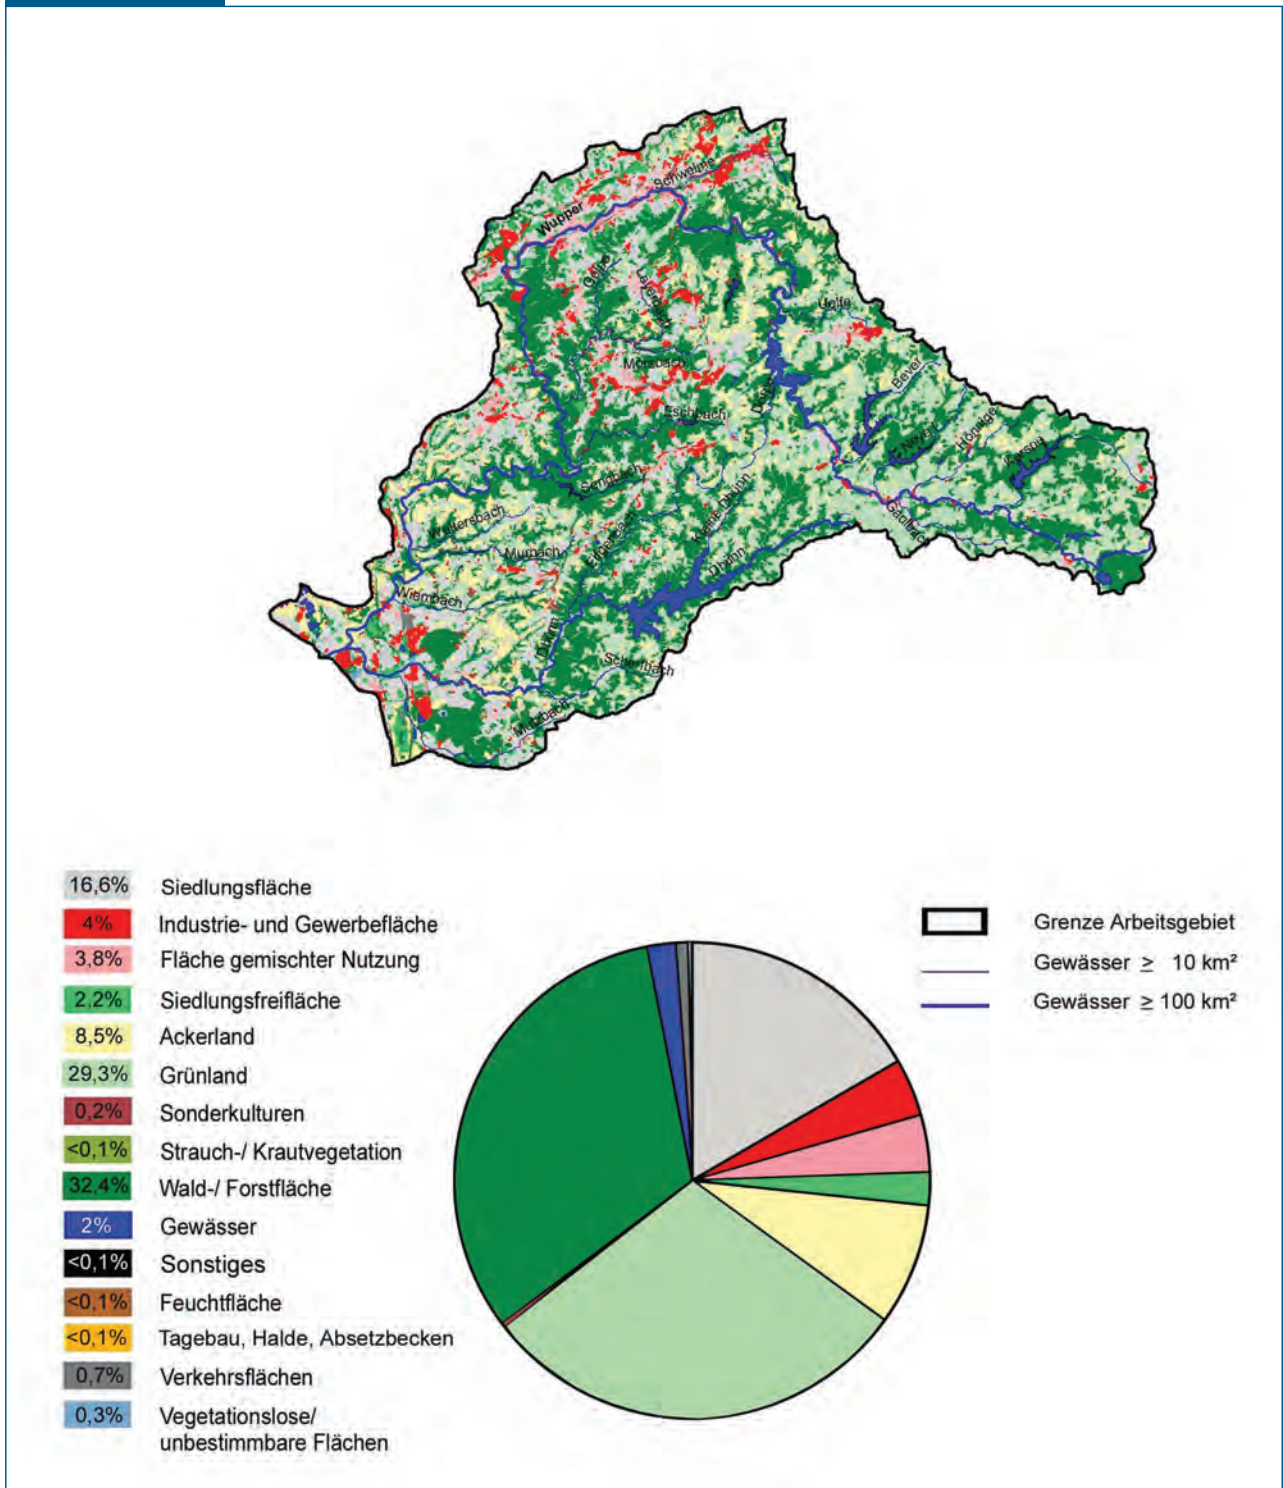 Schwelme
Wupper
Gelpe
Uelfe
Morsbach
Bever
Eschbach
Dörpe
Neye
Hönnige
Kerspe
Sengbach
Kleine Dhünn
Weltersbach
Murbach
Eifgenbach
Gaulbach
Dhünn
Wiembach
Dhünn
Scherfbach
Mutzbach
16,6% Siedlungsfläche
4% Industrie- und Gewerbefläche
3,8% Fläche gemischter Nutzung
2,2% Siedlungsfreifläche
8,5% Ackerland
29,3% Grünland
0,2% Sonderkulturen
<0,1% Strauch-/ Krautvegetation
32,4% Wald-/ Forstfläche
2% Gewässer
<0,1% Sonstiges
<0,1% Feuchtfläche
<0,1% Tagebau, Halde, Absetzbecken
0,7% Verkehrsflächen
0,3% Vegetationslose/
unbestimmbare Flächen
Grenze Arbeitsgebiet
Gewässer ≥ 10 km²
Gewässer ≥ 100 km²